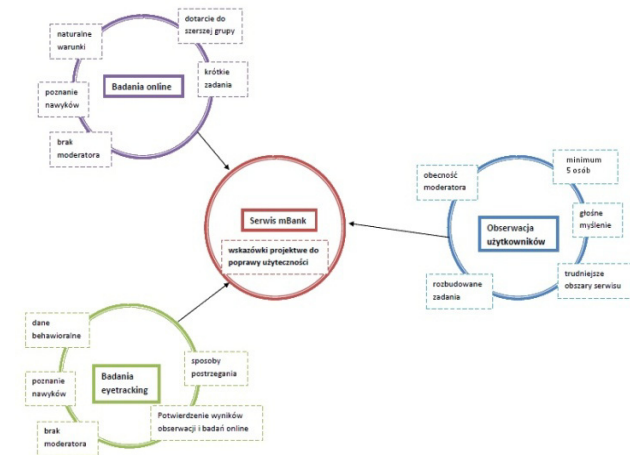 naturalne
warunki
dotarcie do
szerszej grupy
Badania online
krótkie
zadania
poznanie
nawyków
brak
moderatora
Serwis mBank
wskazówki projektwe do
poprawy użyteczności
obecność
moderatora
minimum
5 osób
Obserwacja
użytkowników
głośne
myślenie
rozbudowane
zadania
trudniejsze
obszary serwisu
dane
behawioralne
Badania
eyetracking
sposoby
postrzegania
poznanie
nawyków
Potwierdzenie wyników
obserwacji i badań online
brak
moderatora